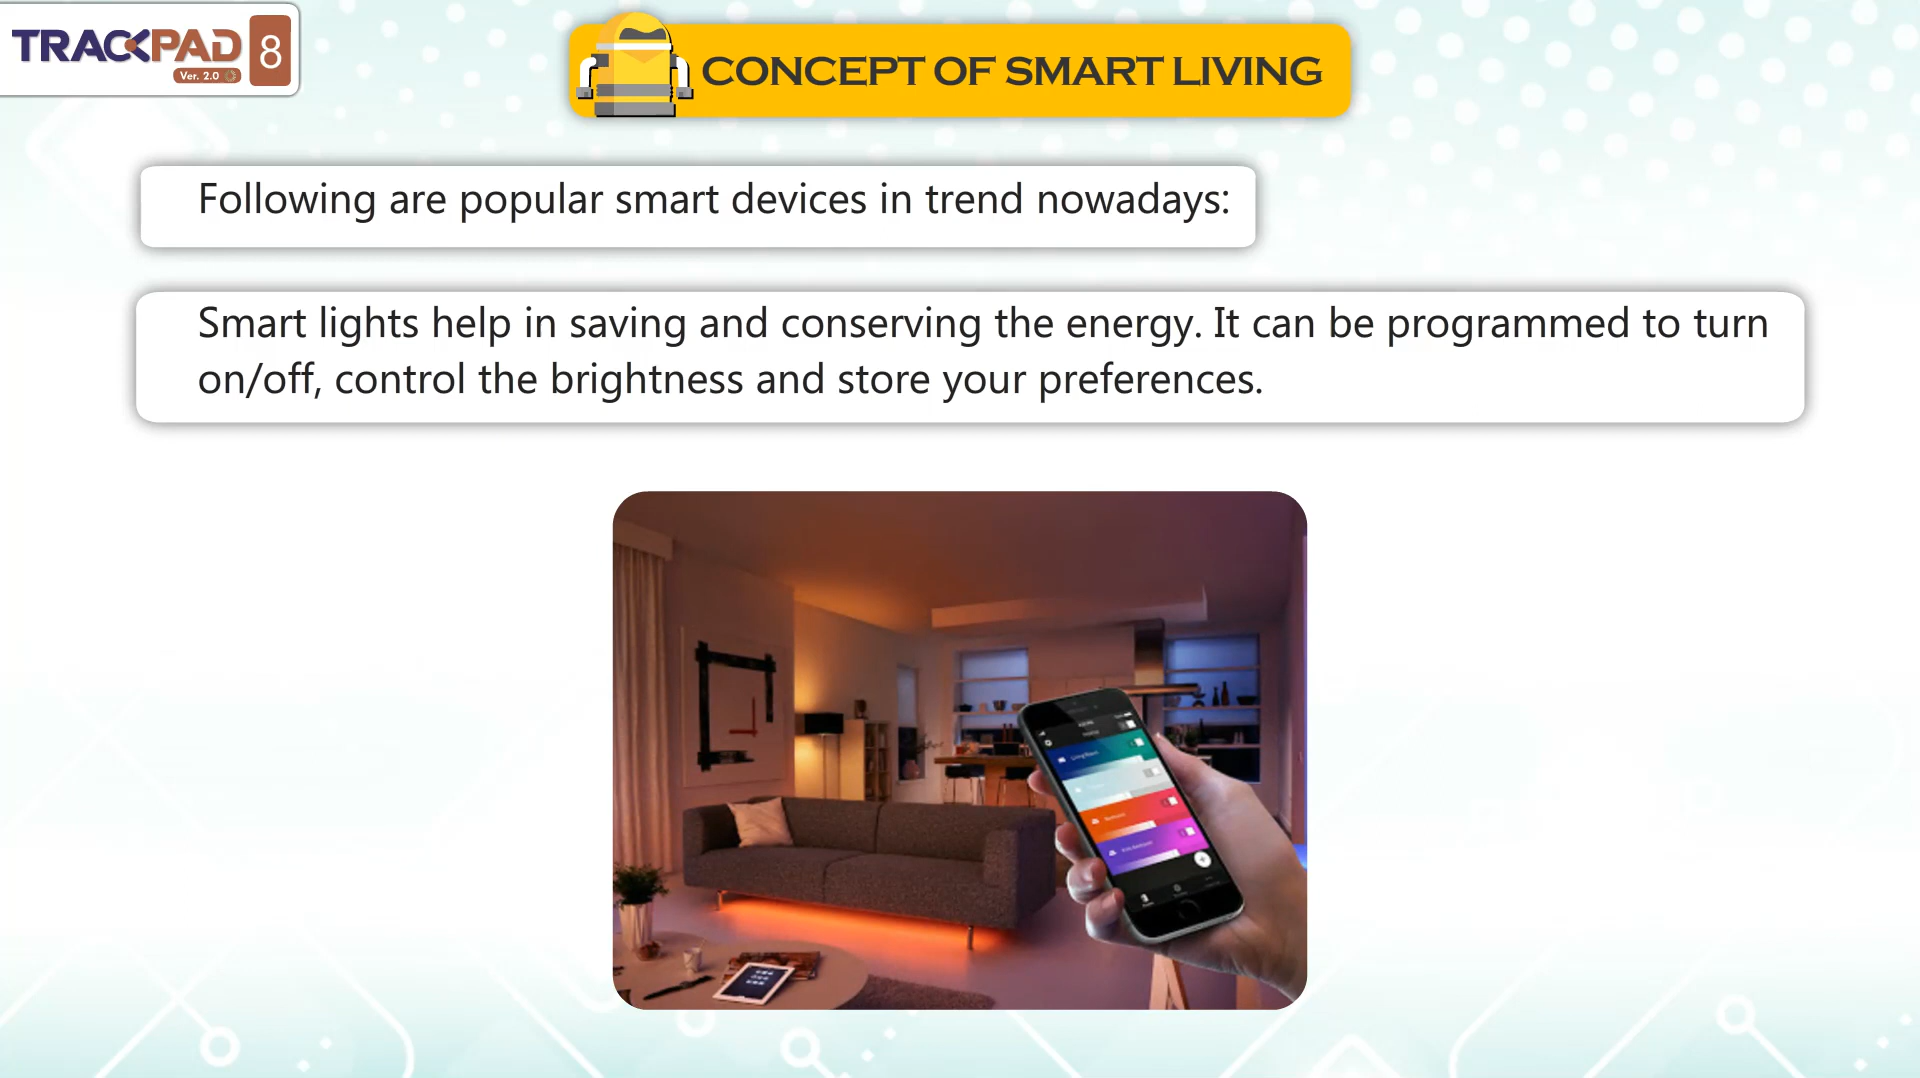 TRACKPAD
Ver. 2.0
8
CONCEPT OF SMART LIVING
Following are popular smart devices in trend nowadays:
Smart lights help in saving and conserving the energy. It can be programmed to turn
on/off, control the brightness and store your preferences.